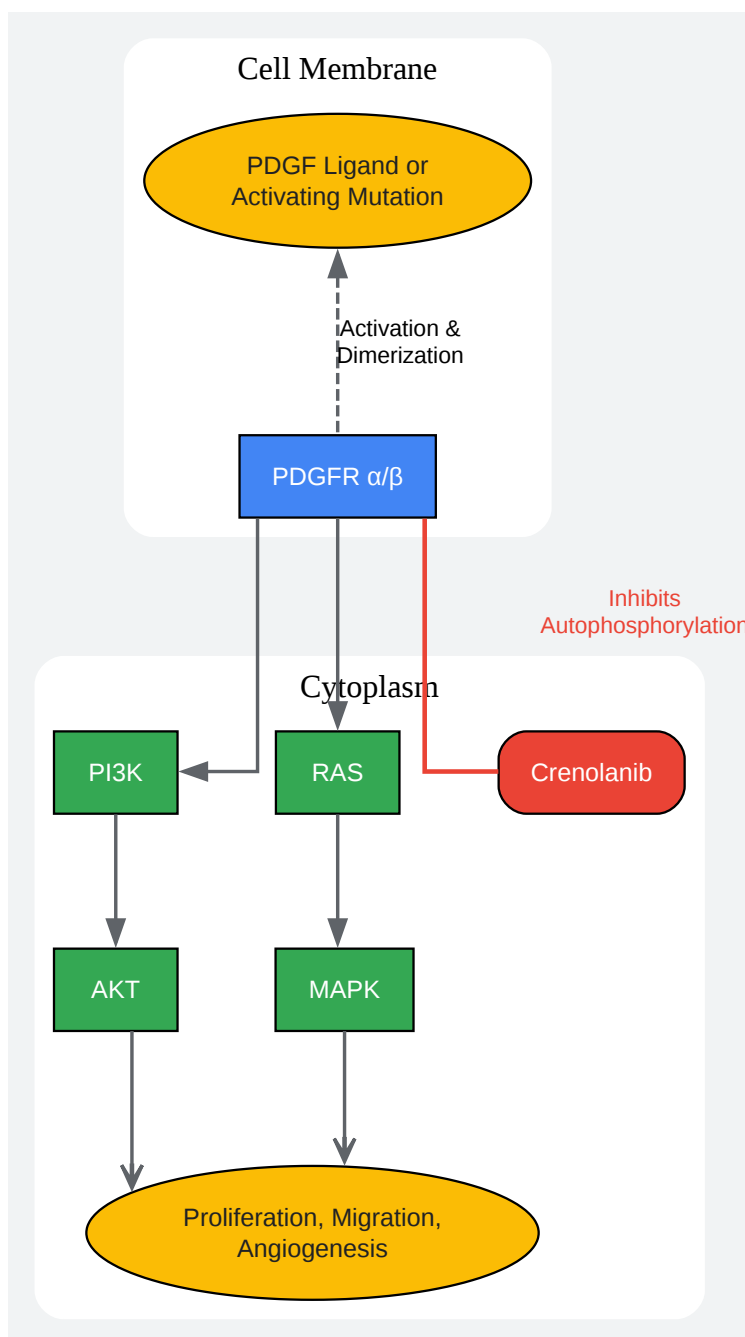 Cell Membrane
PDGF Ligand or
Activating Mutation
Activation &
Dimerization
PDGFR α/β
Inhibits
Autophosphorylation
Cytoplasm
PI3K
RAS
Crenolanib
AKT
MAPK
Proliferation, Migration,
Angiogenesis